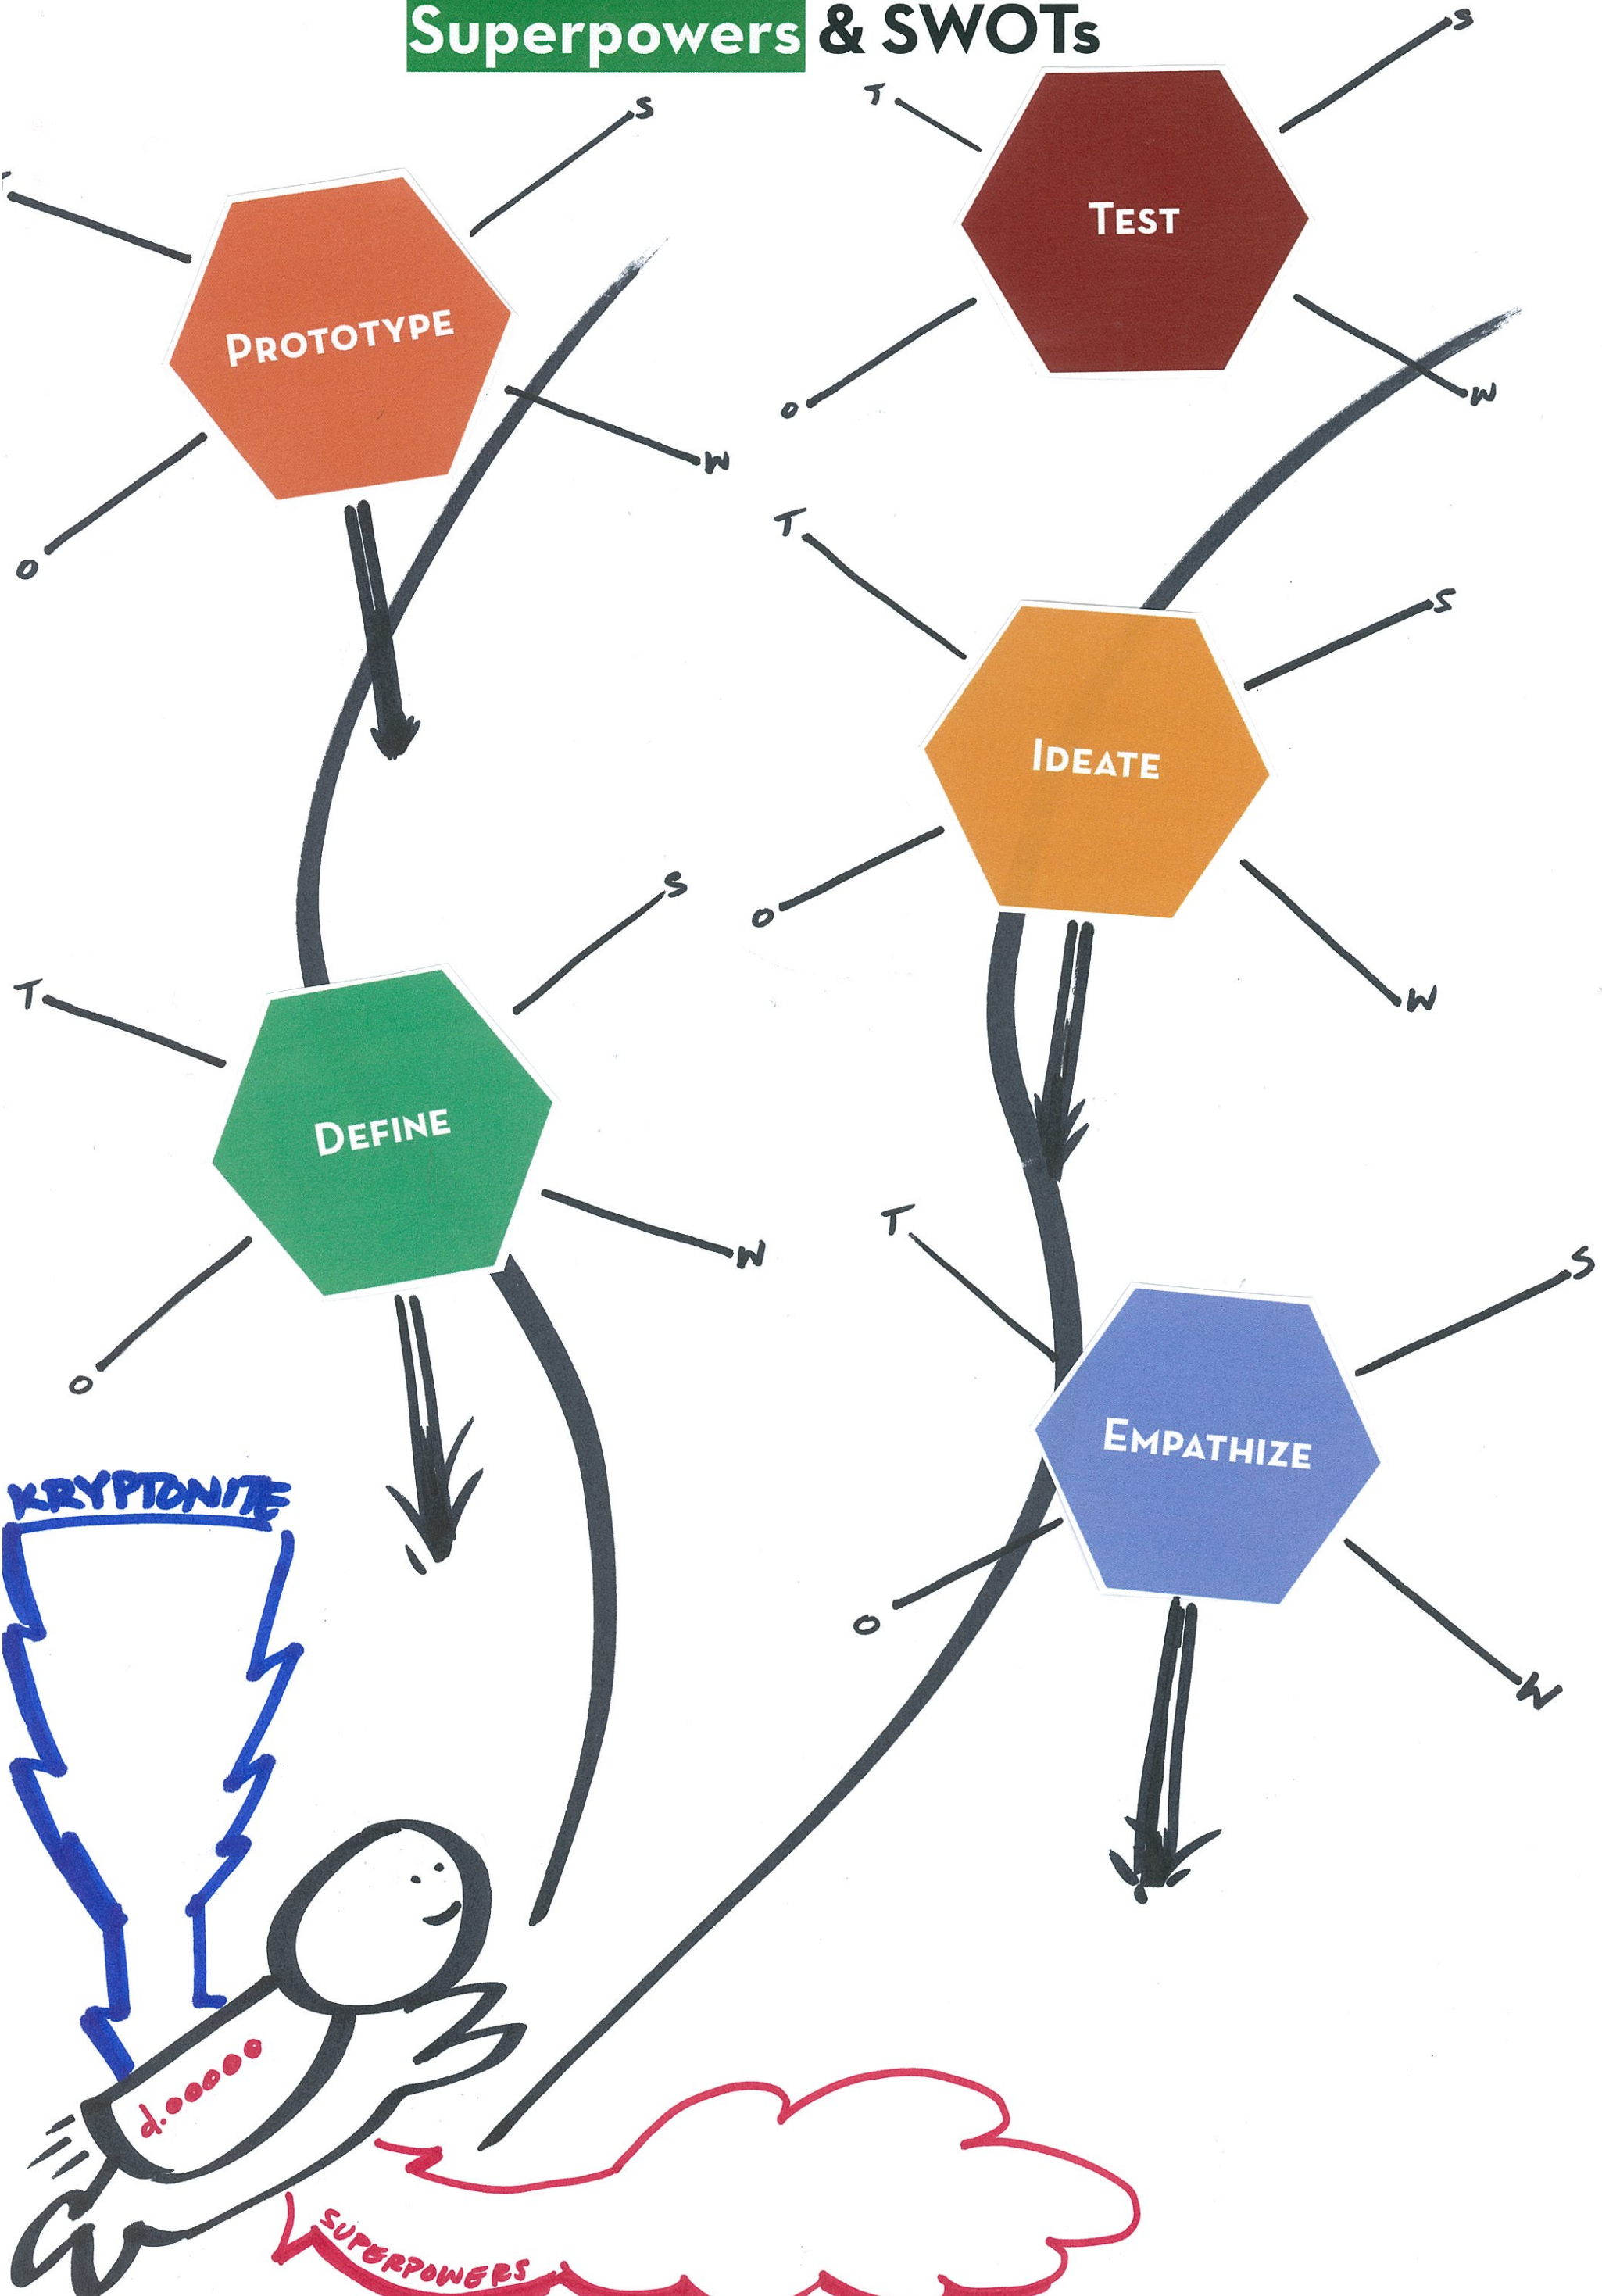 Superpowers & SWOTs
T
S
TEST
O
W
S
PROTOTYPE
W
O
T
S
IDEATE
O
W
T
S
DEFINE
W
O
T
S
EMPATHIZE
O
W
KRYPTONITE
d.ooooo
SUPERPOWERS